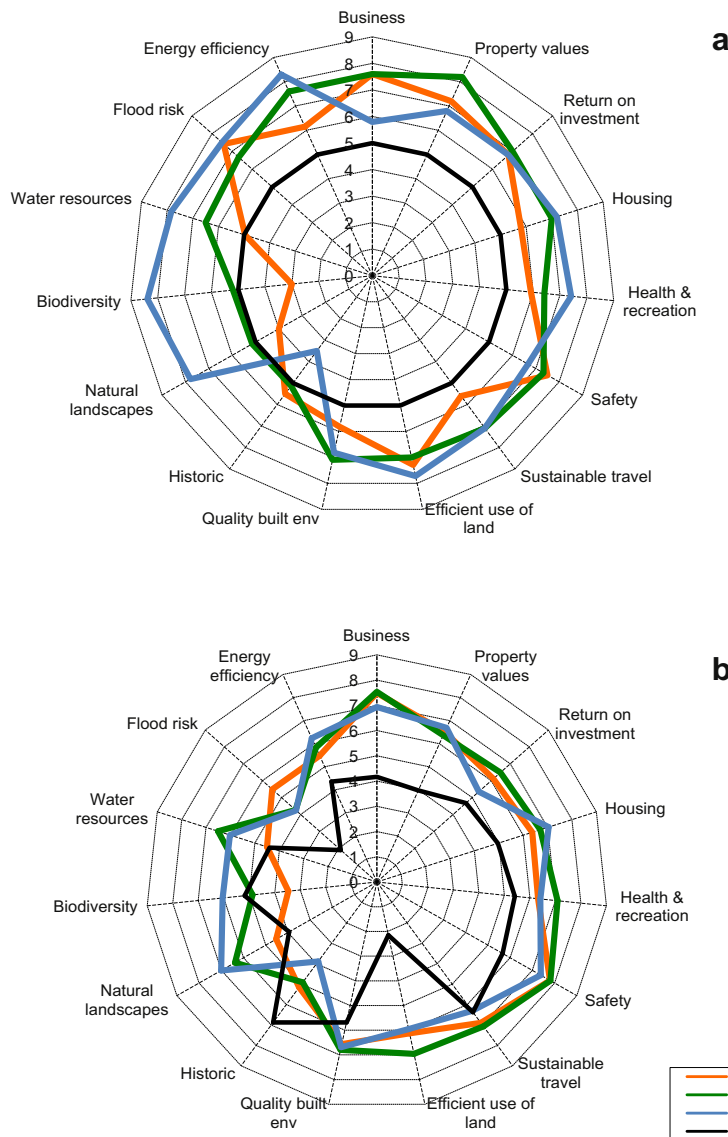 Business
9
Energy efficiency
Property values
a
8
7
Flood risk
Return on
investment
6
5
4
Water resources
3
Housing
2
1
0
Biodiversity
Health &
recreation
Natural
landscapes
Safety
Historic
Sustainable travel
Quality built env
Efficient use of
land
Business
9
Energy
efficiency
Property
values
b
8
7
Flood risk
Return on
investment
6
5
4
Water
resources
3
Housing
2
1
0
Biodiversity
Health &
recreation
Natural
landscapes
Safety
Historic
Sustainable
travel
Quality built
env
Efficient use of
land